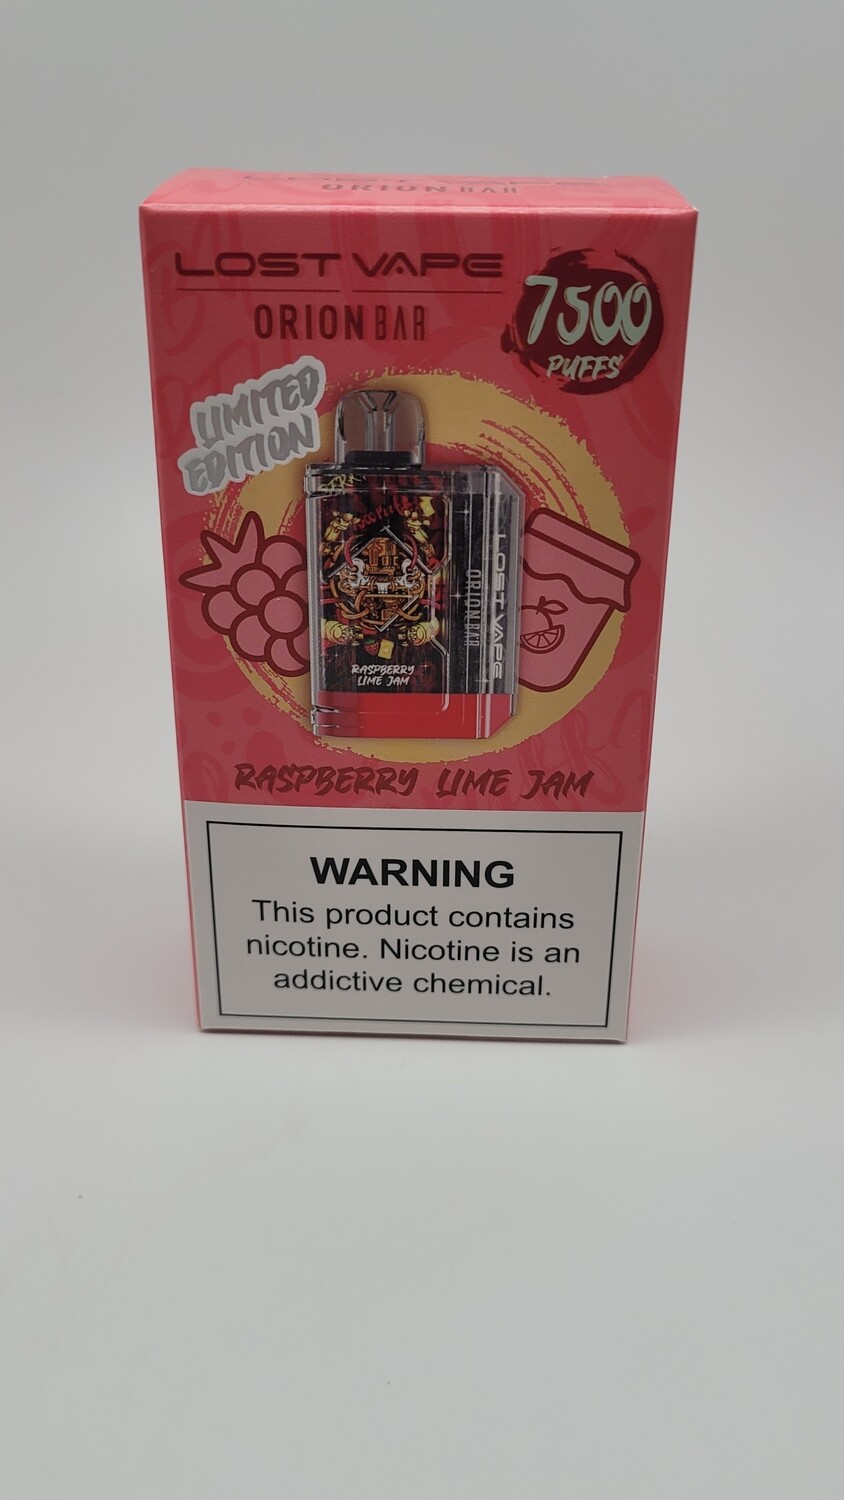 ORION BAR
LOST VAPE
ORION BAR
7500
PUFFS
LIMITED
EDITION
LOST VAPE
ORION BAR
RASPBERRY
LIME JAM
RASPBERRY LIME JAM
WARNING
This product contains
nicotine. Nicotine is an
addictive chemical.